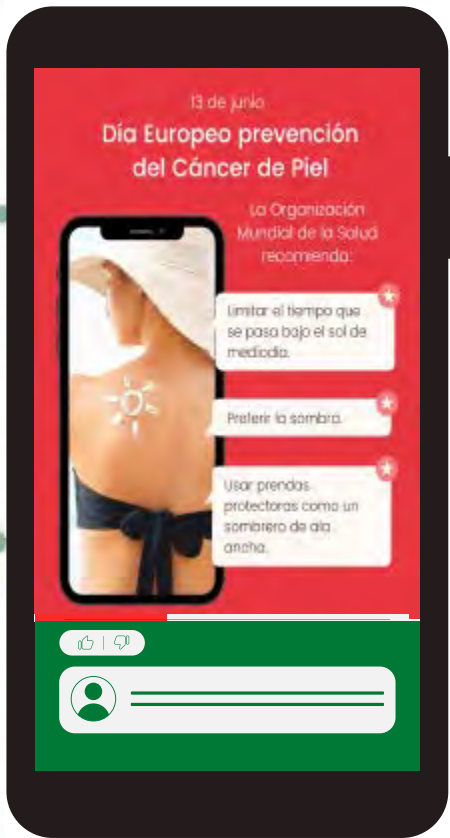 13 de junio
Día Europeo prevención
del Cáncer de Piel
La Organización
Mundial de la Salud
recomienda:
Limitar el tiempo que
se pasa bajo el sol de
mediodía.
Preferir la sombra.
Usar prendas
protectoras como un
sombrero de ala
ancha.